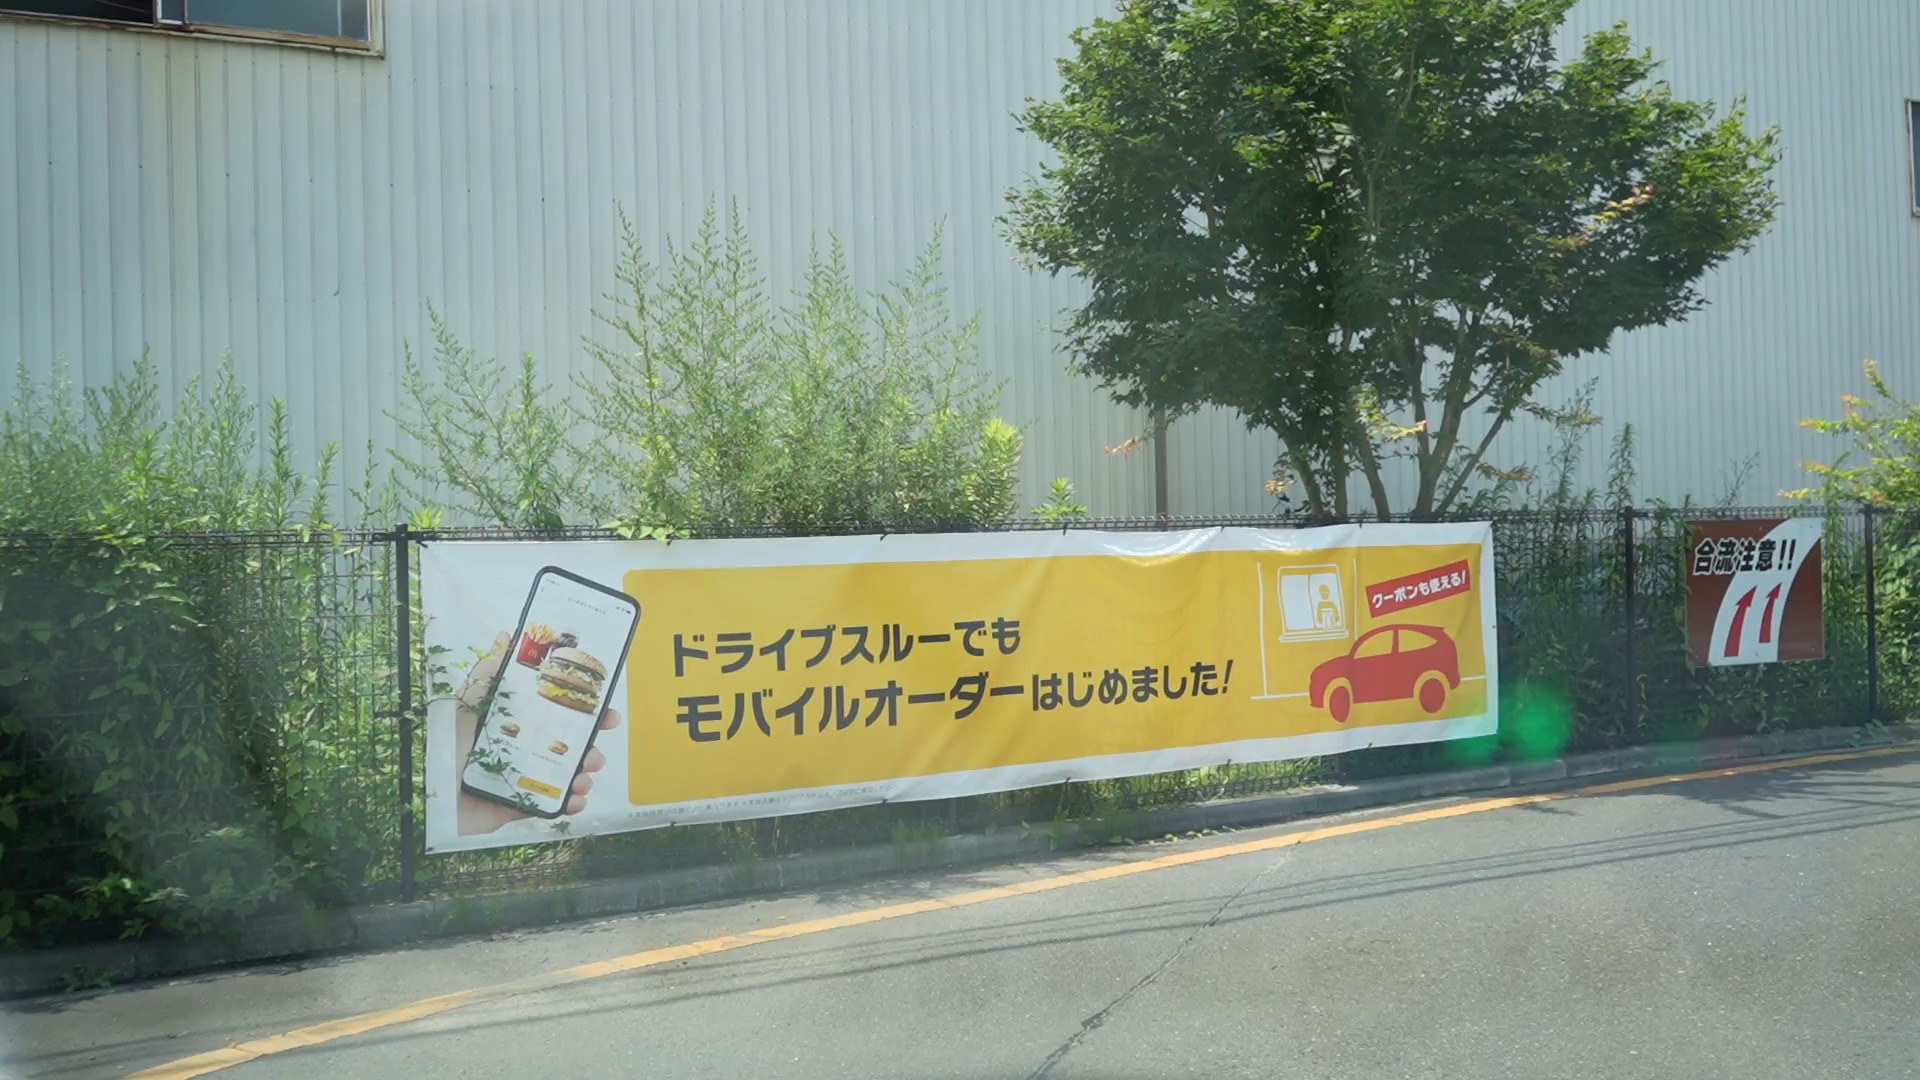 ドライブスルーでも
モバイルオーダーはじめました!
クーポンも使える!
合流注意!!